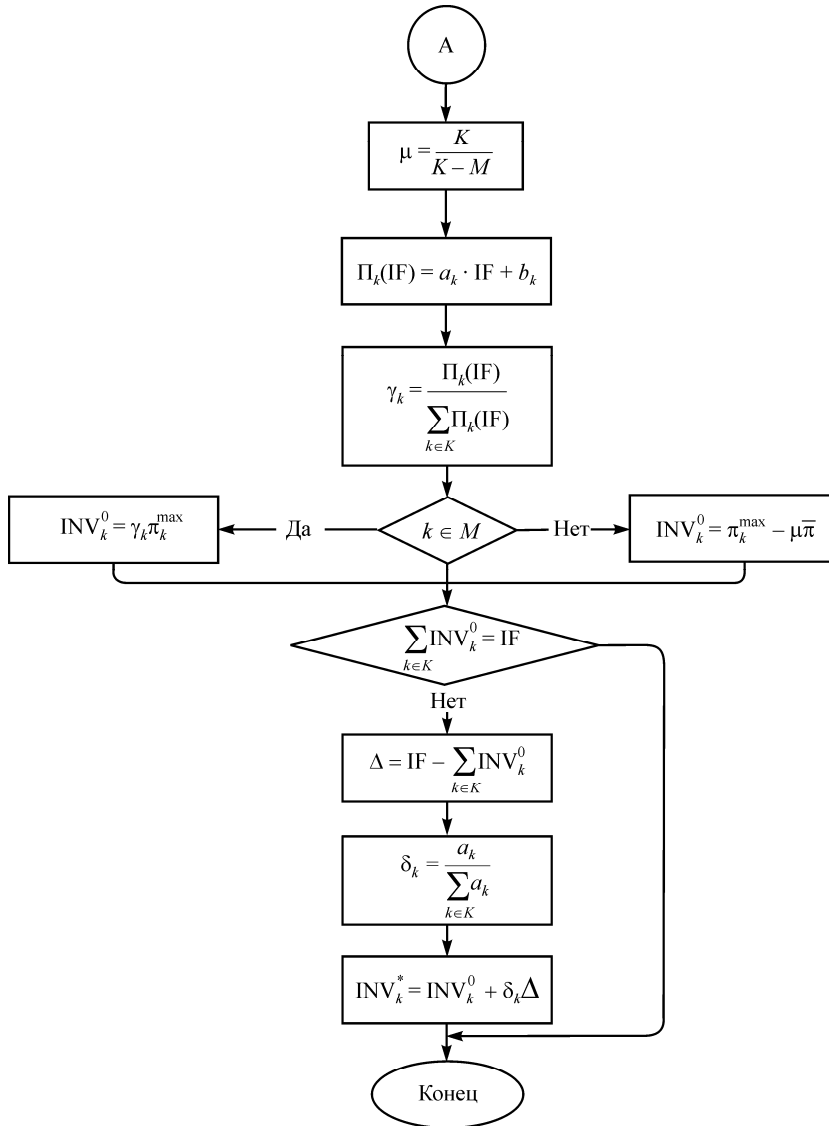 А
μ = K / (K − M)
Π_k(IF) = a_k · IF + b_k
γ_k = Π_k(IF) / ∑_{k∈K} Π_k(IF)
INV_k^0 = γ_k π_k^max
Да
k ∈ M
Нет
INV_k^0 = π_k^max − μπ̅
∑_{k∈K} INV_k^0 = IF
Нет
Δ = IF − ∑_{k∈K} INV_k^0
δ_k = a_k / ∑_{k∈K} a_k
INV_k^* = INV_k^0 + δ_k Δ
Конец